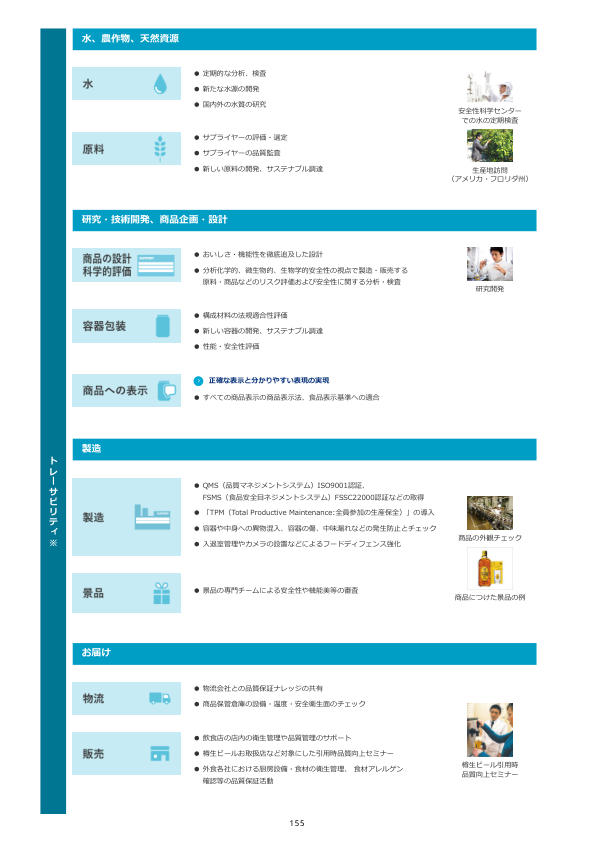 水、農作物、天然資源
水
● 定期的な分析、検査
● 新たな水源の開発
● 国内外の水質の研究
安全性科学センター
での水の定期検査
原料
● サプライヤーの評価・選定
● サプライヤーの品質監査
● 新しい原料の開発、サステナブル調達
生産地訪問
（アメリカ・フロリダ州）
研究・技術開発、商品企画・設計
商品の設計
科学的評価
● おいしさ・機能性を徹底追及した設計
● 分析化学的、微生物的、生物学的安全性の視点で製造・販売する
原料・商品などのリスク評価および安全性に関する分析・検査
研究開発
容器包装
● 構成材料の法規適合性評価
● 新しい容器の開発、サステナブル調達
● 性能・安全性評価
商品への表示
正確な表示と分かりやすい表現の実現
● すべての商品表示の商品表示法、食品表示基準への適合
トレーサビリティ※
製造
製造
● QMS（品質マネジメントシステム）ISO9001認証、
FSMS（食品安全目ネジメントシステム）FSSC22000認証などの取得
● 「TPM（Total Productive Maintenance:全員参加の生産保全）」の導入
● 容器や中身への異物混入、容器の傷、中味漏れなどの発生防止とチェック
● 入退室管理やカメラの設置などによるフードディフェンス強化
商品の外観チェック
商品につけた景品の例
景品
● 景品の専門チームによる安全性や機能美等の審査
お届け
物流
● 物流会社との品質保証ナレッジの共有
● 商品保管倉庫の設備・温度・安全衛生面のチェック
販売
● 飲食店の店内の衛生管理や品質管理のサポート
● 樽生ビールお取扱店など対象にした引用時品質向上セミナー
● 外食各社における厨房設備・食材の衛生管理、 食材アレルゲン
確認等の品質保証活動
樽生ビール引用時
品質向上セミナー
155